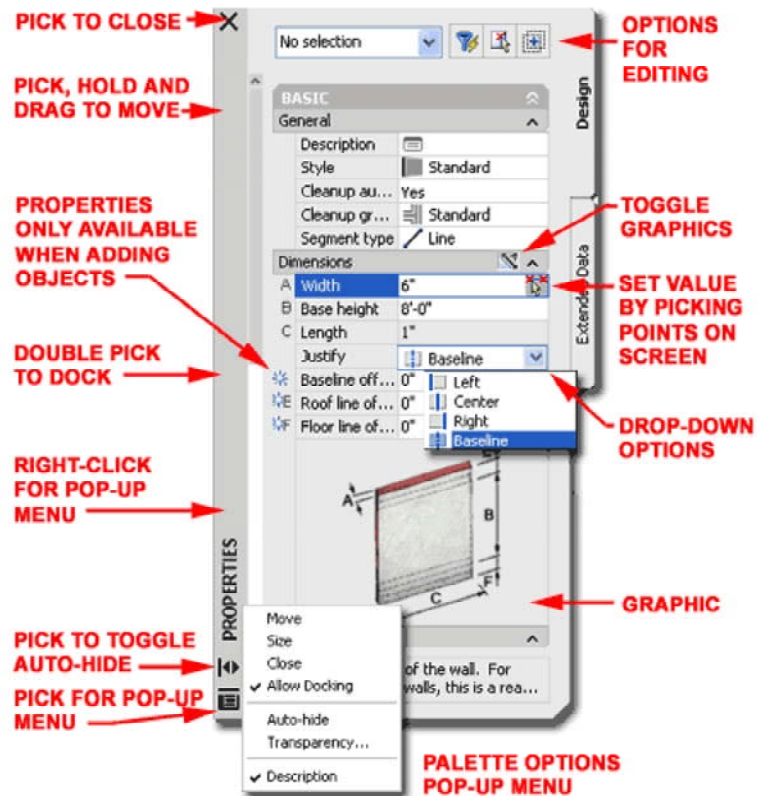 PICK TO CLOSE
No selection
OPTIONS
FOR
EDITING
PICK, HOLD AND
DRAG TO MOVE
Design
BASIC
General
Description
Style Standard
Cleanup au... Yes
Cleanup gr... Standard
Segment type Line
PROPERTIES
ONLY AVAILABLE
WHEN ADDING
OBJECTS
TOGGLE
GRAPHICS
Extended Data
Dimensions
A Width 6"
B Base height 8'-0"
C Length 1"
Justify Baseline
Baseline off... 0"
E Roof line of... 0"
F Floor line of... 0"
Left
Center
Right
Baseline
SET VALUE
BY PICKING
POINTS ON
SCREEN
DOUBLE PICK
TO DOCK
DROP-DOWN
OPTIONS
RIGHT-CLICK
FOR POP-UP
MENU
A
B
F
C
GRAPHIC
PROPERTIES
PICK TO TOGGLE
AUTO-HIDE
PICK FOR POP-UP
MENU
Move
Size
Close
Allow Docking
Auto-hide
Transparency...
Description
of the wall. For
walls, this is a rea...
PALETTE OPTIONS
POP-UP MENU